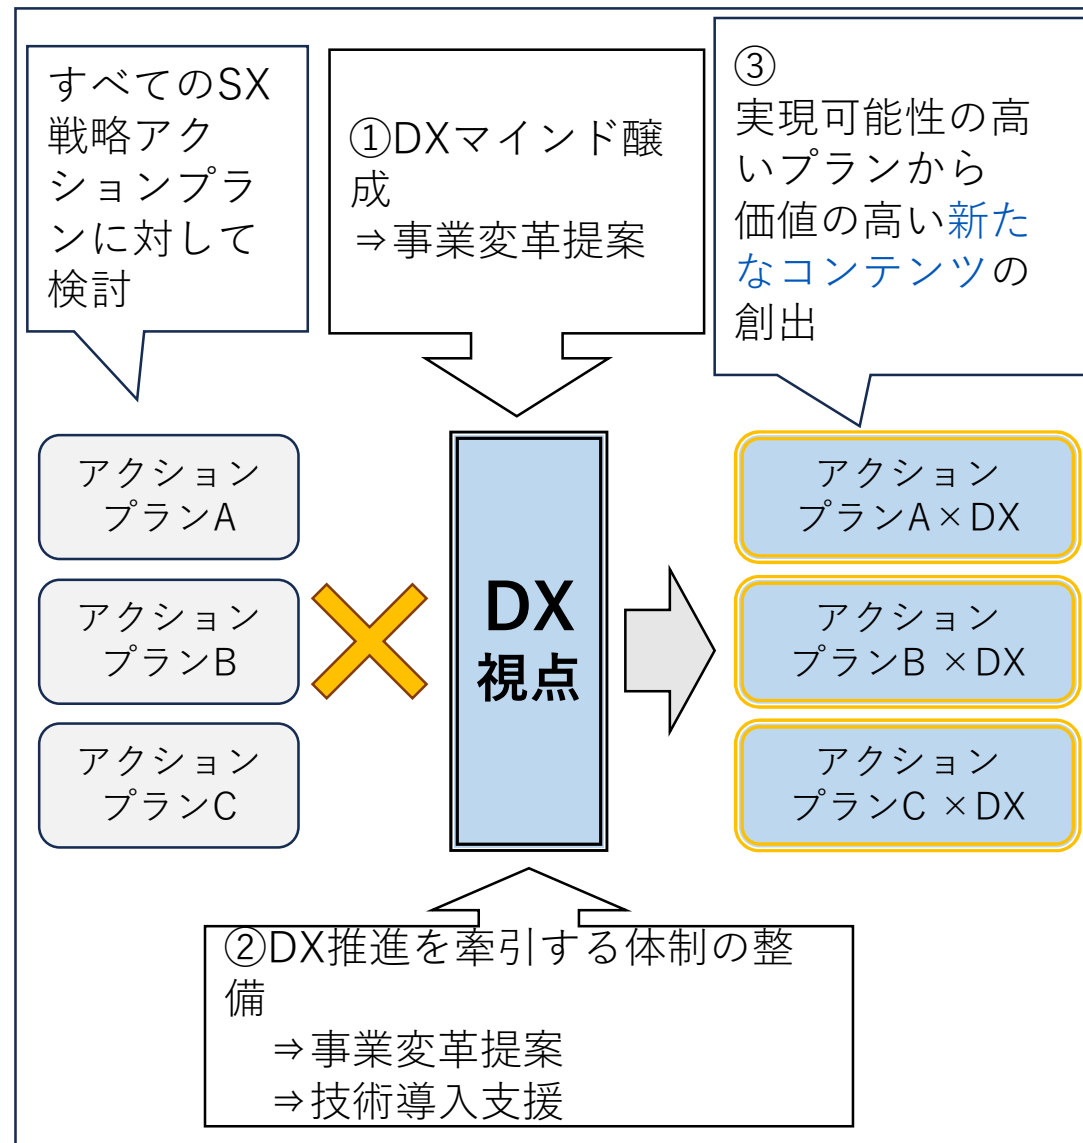 すべてのSX
戦略アク
ションプラ
ンに対して
検討
①DXマインド醸
成
⇒事業変革提案
③
実現可能性の高
いプランから
価値の高い新た
なコンテンツの
創出
アクション
プランA
アクション
プランB
アクション
プランC
DX
視点
アクション
プランA×DX
アクション
プランB ×DX
アクション
プランC ×DX
②DX推進を牽引する体制の整
備
⇒事業変革提案
⇒技術導入支援